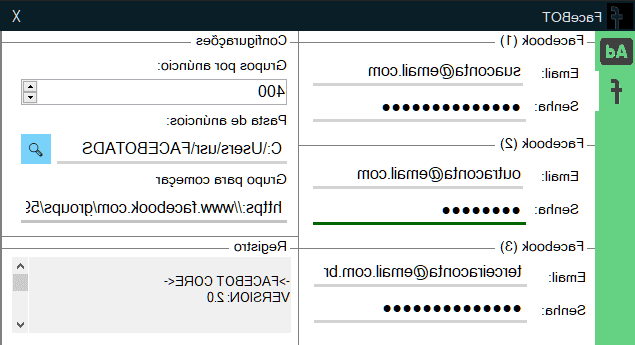 FaceBOT
X
Ad
Facebook (1)
Email: suaconta@email.com
Senha: ●●●●●●●●●●●●●●●
Facebook (2)
Email: outraconta@email.com
Senha: ●●●●●●●●
Facebook (3)
Email: terceiraconta@email.com.br
Senha: ●●●●●●●●●●●●●●●
Configurações
Grupos por anúncio:
400
Pasta de anúncios:
C:\Users\usr\FACEBOTADS
Grupo para começar
https://www.facebook.com/groups/59
Registro
->FACEBOT CORE<-
VERSION:2.0